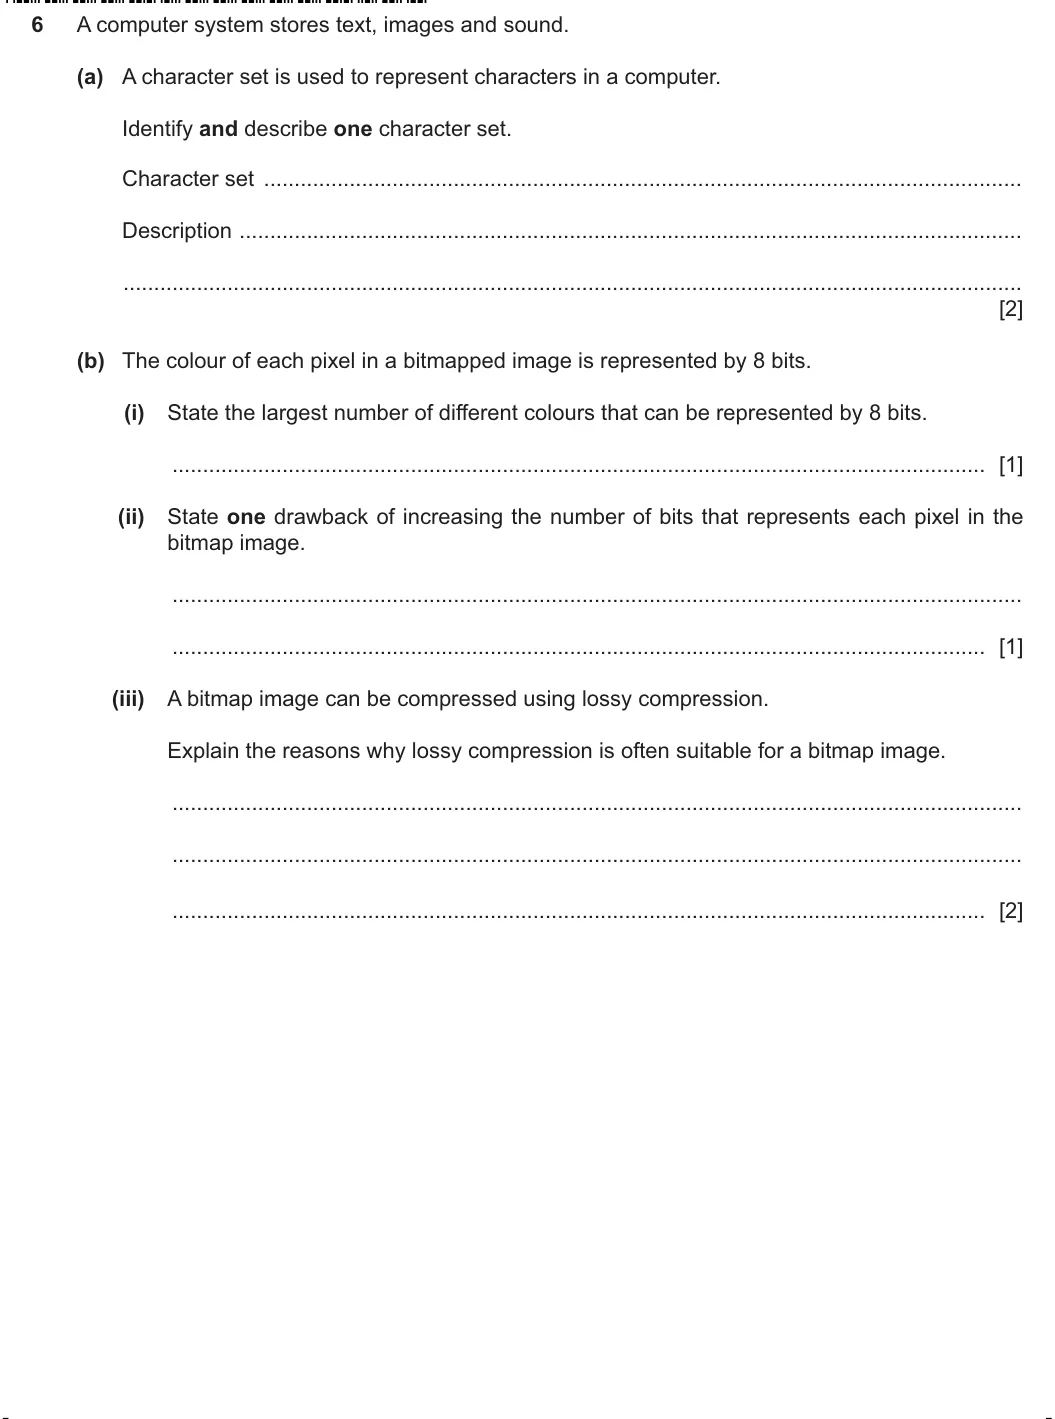 6 A computer system stores text, images and sound.
(a) A character set is used to represent characters in a computer.
Identify and describe one character set.
Character set ............................................................................................................................
Description ................................................................................................................................
...................................................................................................................................................
[2]
(b) The colour of each pixel in a bitmapped image is represented by 8 bits.
(i) State the largest number of different colours that can be represented by 8 bits.
..................................................................................................................................... [1]
(ii) State one drawback of increasing the number of bits that represents each pixel in the
bitmap image.
...........................................................................................................................................
..................................................................................................................................... [1]
(iii) A bitmap image can be compressed using lossy compression.
Explain the reasons why lossy compression is often suitable for a bitmap image.
...........................................................................................................................................
...........................................................................................................................................
..................................................................................................................................... [2]